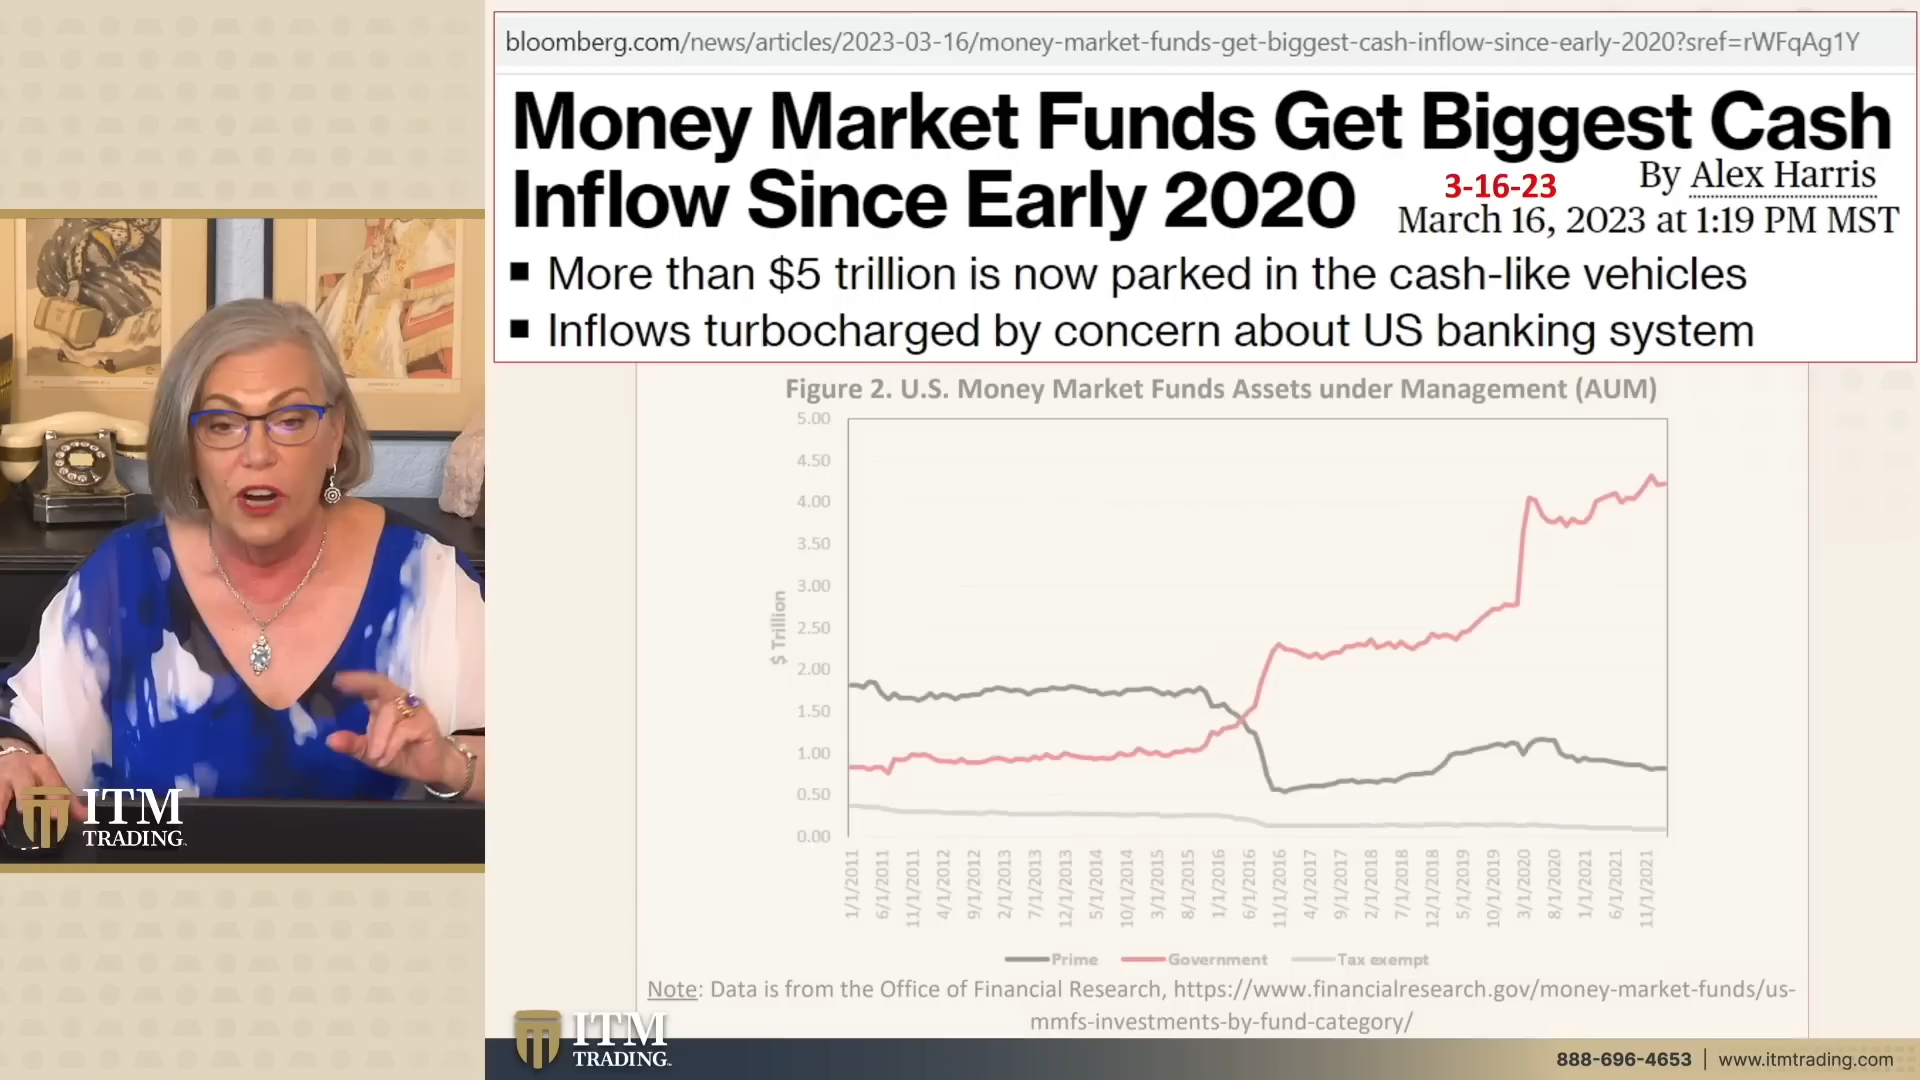 bloomberg.com/news/articles/2023-03-16/money-market-funds-get-biggest-cash-inflow-since-early-2020?sref=rWFqAg1Y
Money Market Funds Get Biggest Cash
Inflow Since Early 2020
3-16-23
By Alex Harris
March 16, 2023 at 1:19 PM MST
■ More than $5 trillion is now parked in the cash-like vehicles
■ Inflows turbocharged by concern about US banking system
Figure 2. U.S. Money Market Funds Assets under Management (AUM)
5.00
4.50
4.00
3.50
3.00
2.50
2.00
1.50
1.00
0.50
0.00
$ Trillion
1/1/2011
6/1/2011
11/1/2011
4/1/2012
9/1/2012
2/1/2013
7/1/2013
12/1/2013
5/1/2014
10/1/2014
3/1/2015
8/1/2015
1/1/2016
6/1/2016
11/1/2016
4/1/2017
9/1/2017
2/1/2018
7/1/2018
12/1/2018
5/1/2019
10/1/2019
3/1/2020
8/1/2020
1/1/2021
6/1/2021
11/1/2021
Prime
Government
Tax exempt
Note: Data is from the Office of Financial Research, https://www.financialresearch.gov/money-market-funds/us-
mmfs-investments-by-fund-category/
ITM
TRADING
ITM
TRADING
888-696-4653 | www.itmtrading.com